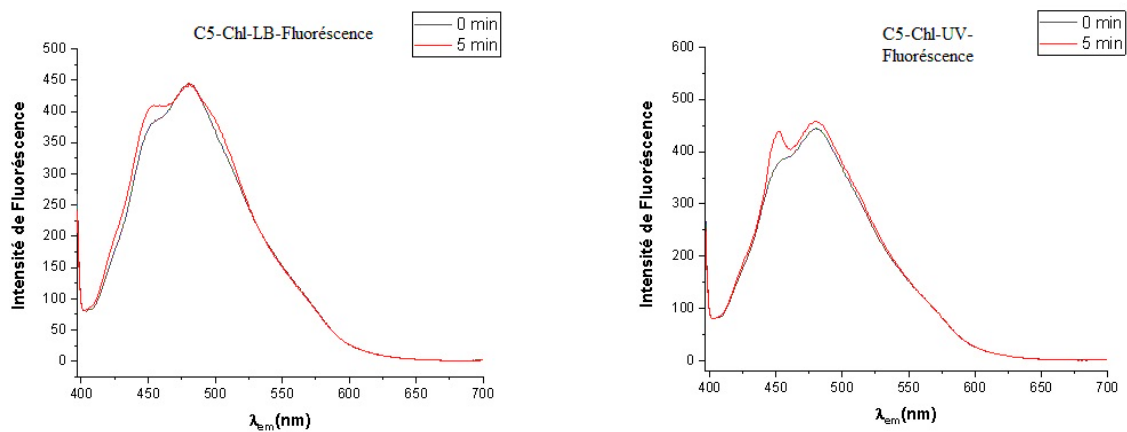 C5-Chl-LB-Fluoréscence
0 min
5 min
Intensité de Fluoréscence
500
450
400
350
300
250
200
150
100
50
0
400 450 500 550 600 650 700
λem(nm)
C5-Chl-UV-
Fluoréscence
0 min
5 min
Intensité de Fluoréscence
600
500
400
300
200
100
0
400 450 500 550 600 650 700
λem(nm)